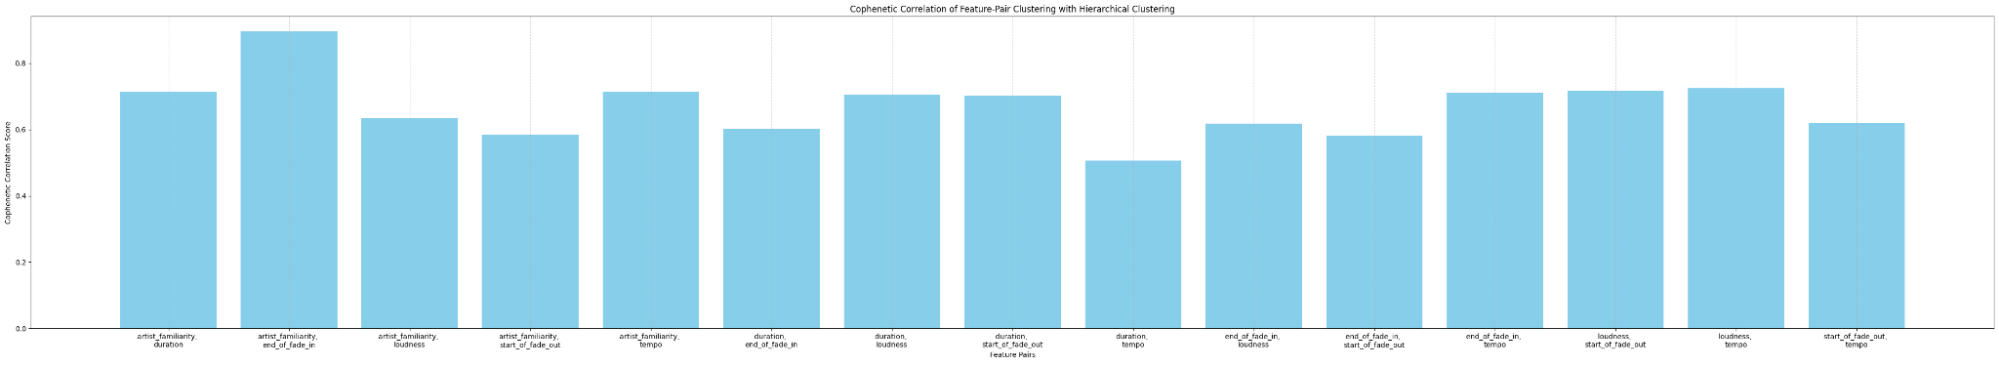 Cophenetic Correlation of Feature-Pair Clustering with Hierarchical Clustering
Cophenetic Correlation Score
0.8
0.6
0.4
0.2
0.0
artist_familiarity,
duration
artist_familiarity,
end_of_fade_in
artist_familiarity,
loudness
artist_familiarity,
start_of_fade_out
artist_familiarity,
tempo
duration,
end_of_fade_in
duration,
loudness
duration,
start_of_fade_out
duration,
tempo
end_of_fade_in,
loudness
end_of_fade_in,
start_of_fade_out
end_of_fade_in,
tempo
loudness,
start_of_fade_out
loudness,
tempo
start_of_fade_out,
tempo
Feature Pairs